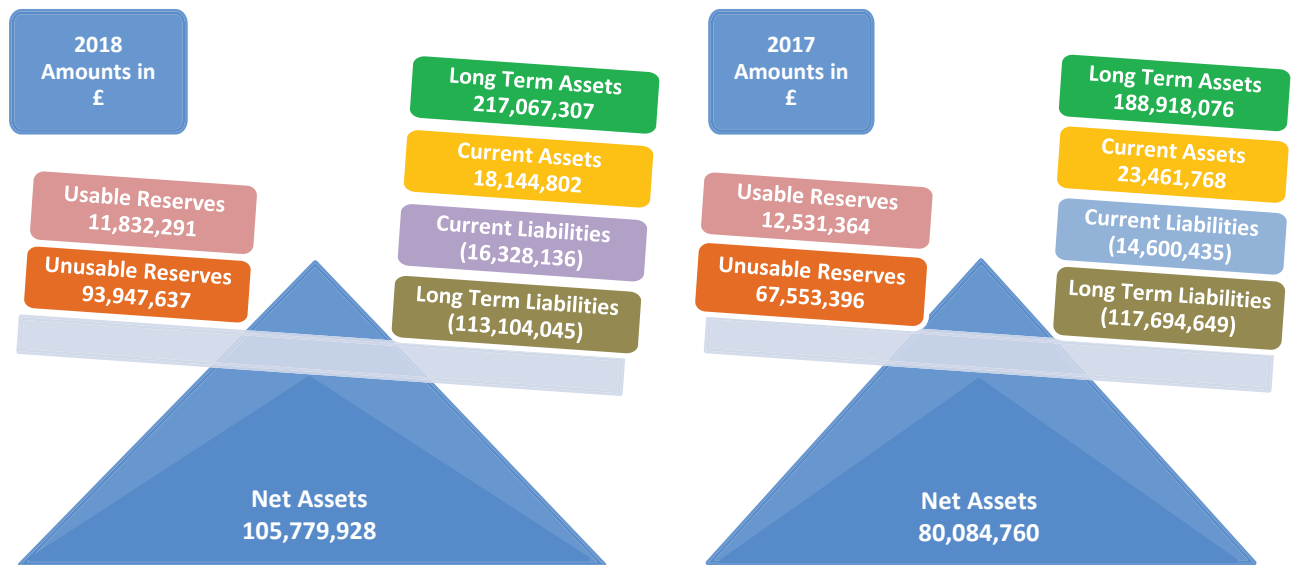 2018
Amounts in
£
Long Term Assets
217,067,307
Current Assets
18,144,802
Usable Reserves
11,832,291
Current Liabilities
(16,328,136)
Unusable Reserves
93,947,637
Long Term Liabilities
(113,104,045)
Net Assets
105,779,928
2017
Amounts in
£
Long Term Assets
188,918,076
Current Assets
23,461,768
Usable Reserves
12,531,364
Current Liabilities
(14,600,435)
Unusable Reserves
67,553,396
Long Term Liabilities
(117,694,649)
Net Assets
80,084,760